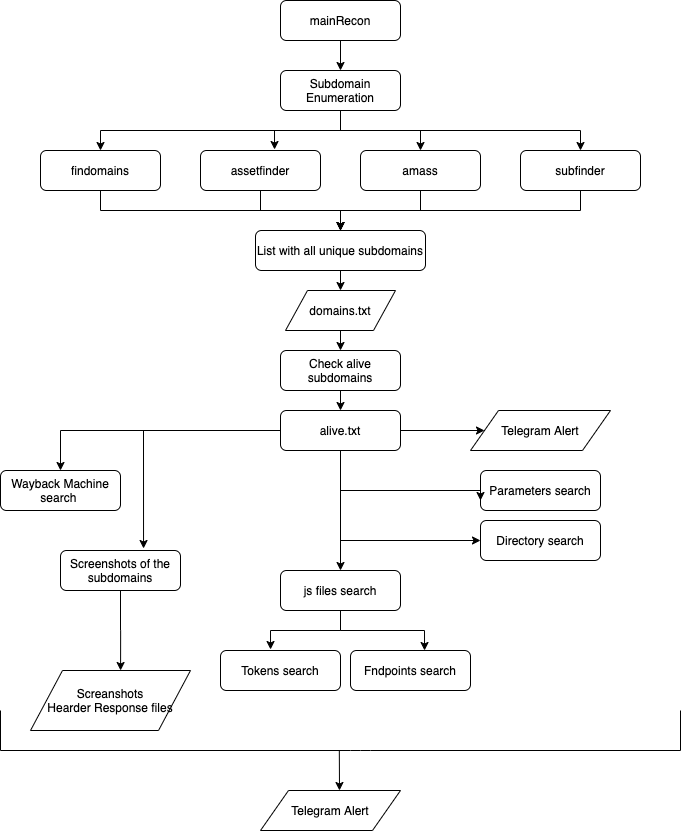 mainRecon
Subdomain
Enumeration
findomains
assetfinder
amass
subfinder
List with all unique subdomains
domains.txt
Check alive
subdomains
alive.txt
Telegram Alert
Wayback Machine
search
Parameters search
Directory search
Screenshots of the
subdomains
js files search
Tokens search
Fndpoints search
Screanshots
Hearder Response files
Telegram Alert